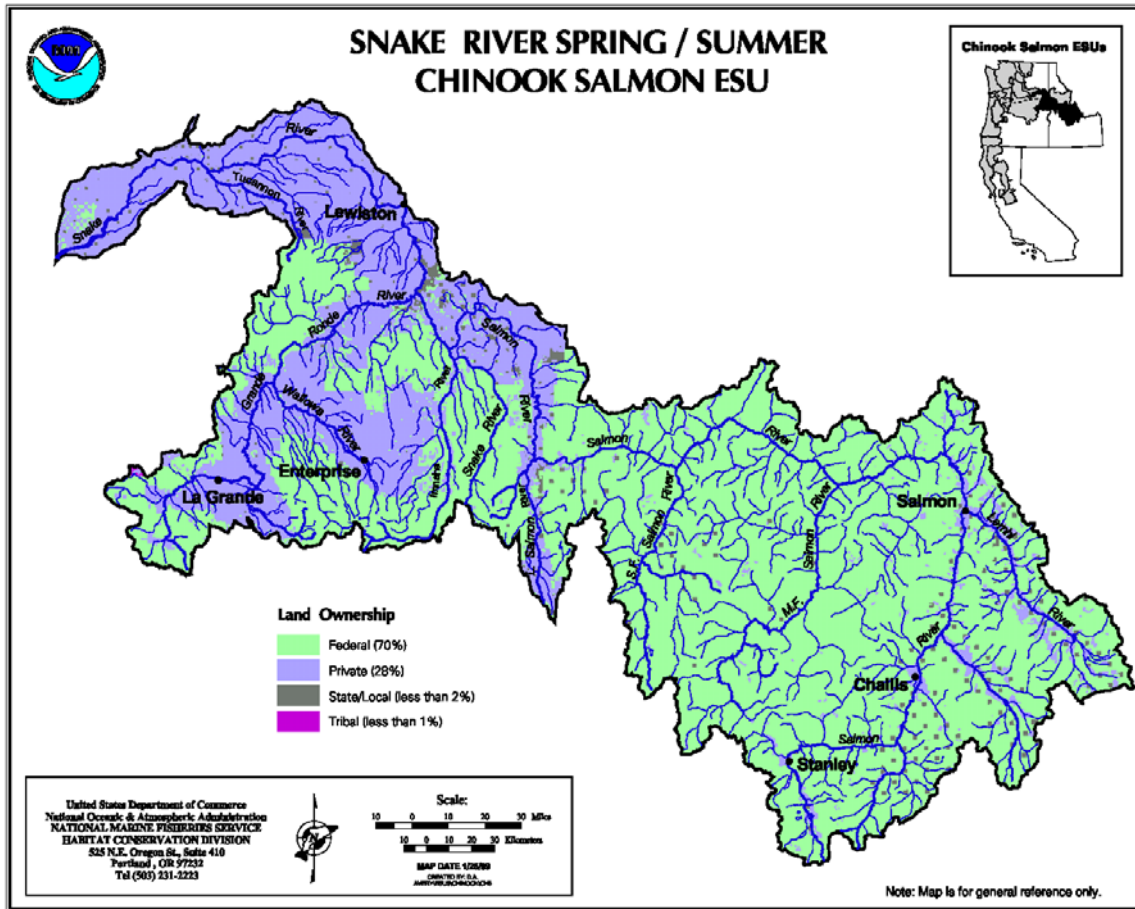 SNAKE RIVER SPRING / SUMMER
CHINOOK SALMON ESU
Chinook Salmon ESUs
River
Tucannon
River
Snake
Lewiston
River
Ronde
Grande
Salmon
River
River
River
Snake
Wallowa
River
Enterprise
La Grande
Imnaha
Salmon
River
Salmon
River
River
Salmon
S.F.
River
Salmon
M.F.
Salmon
Lemhi
River
River
Challis
Salmon
Stanley
Land Ownership
Federal (70%)
Private (28%)
State/Local (less than 2%)
Tribal (less than 1%)
United States Department of Commerce
National Oceanic & Atmospheric Administration
NATIONAL MARINE FISHERIES SERVICE
HABITAT CONSERVATION DIVISION
525 N.E. Oregon St., Suite 410
Portland , OR 97232
Tel (503) 231-2223
N
Scale:
10 0 10 20 30 Miles
10 0 10 20 30 Kilometers
CREATED BY: D.A.
Note: Map is for general reference only.